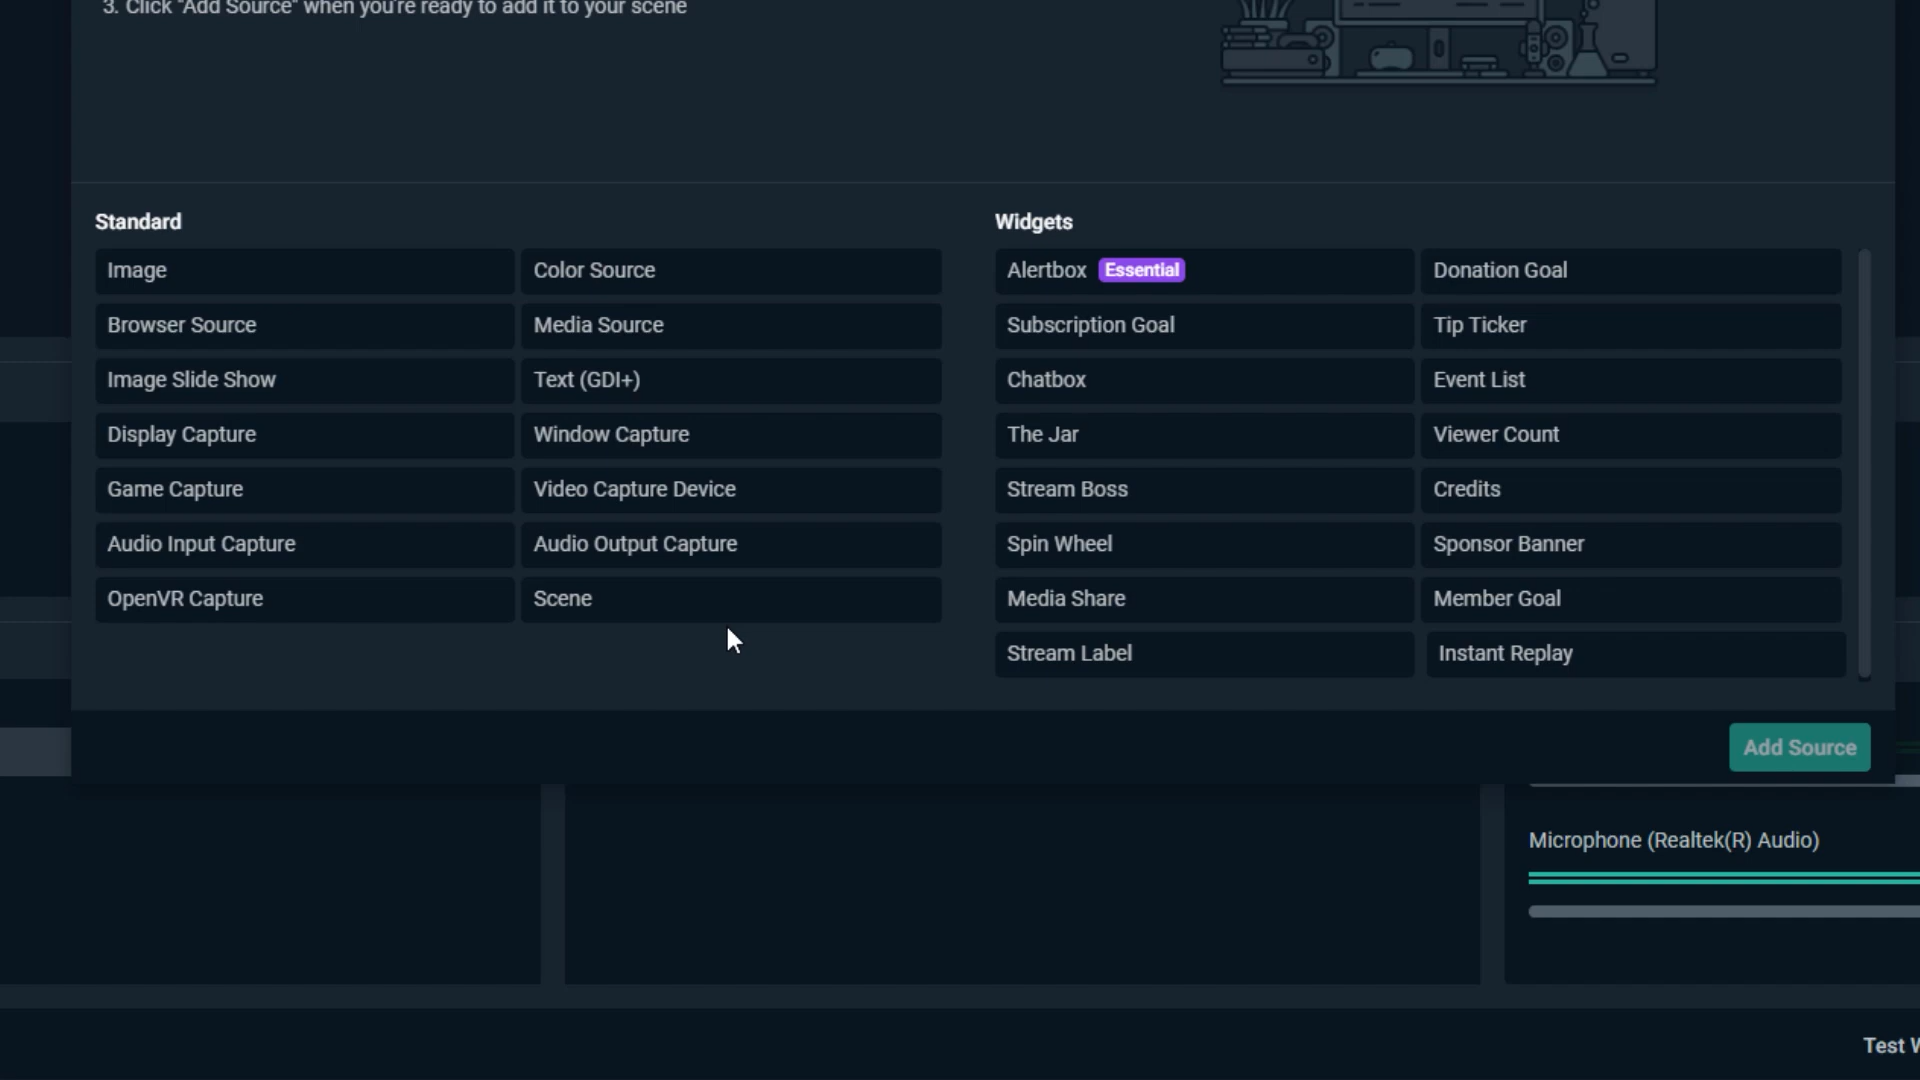 3. Click "Add Source" when you're ready to add it to your scene
Standard
Image
Color Source
Browser Source
Media Source
Image Slide Show
Text (GDI+)
Display Capture
Window Capture
Game Capture
Video Capture Device
Audio Input Capture
Audio Output Capture
OpenVR Capture
Scene
Widgets
Alertbox Essential
Donation Goal
Subscription Goal
Tip Ticker
Chatbox
Event List
The Jar
Viewer Count
Stream Boss
Credits
Spin Wheel
Sponsor Banner
Media Share
Member Goal
Stream Label
Instant Replay
Add Source
Microphone (Realtek(R) Audio)
Test